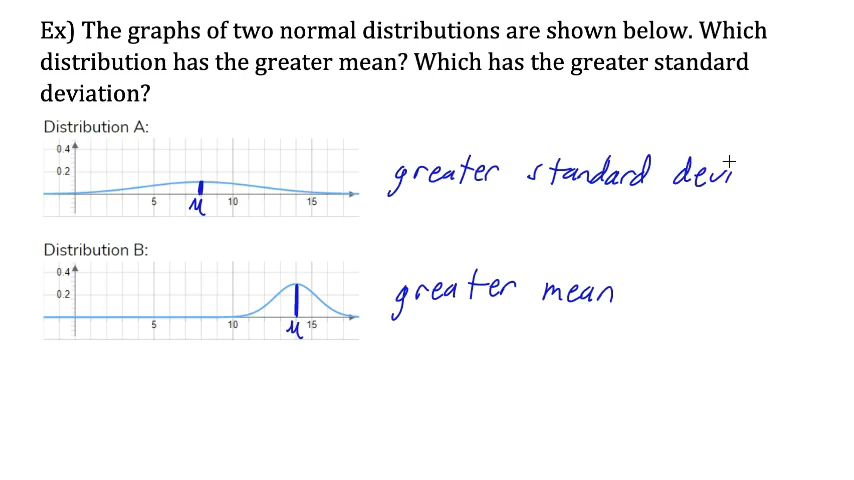 Ex) The graphs of two normal distributions are shown below. Which
distribution has the greater mean? Which has the greater standard
deviation?
Distribution A:
0.4
0.2
5 10 15
μ
greater standard devi
Distribution B:
0.4
0.2
5 10 15
μ
greater mean